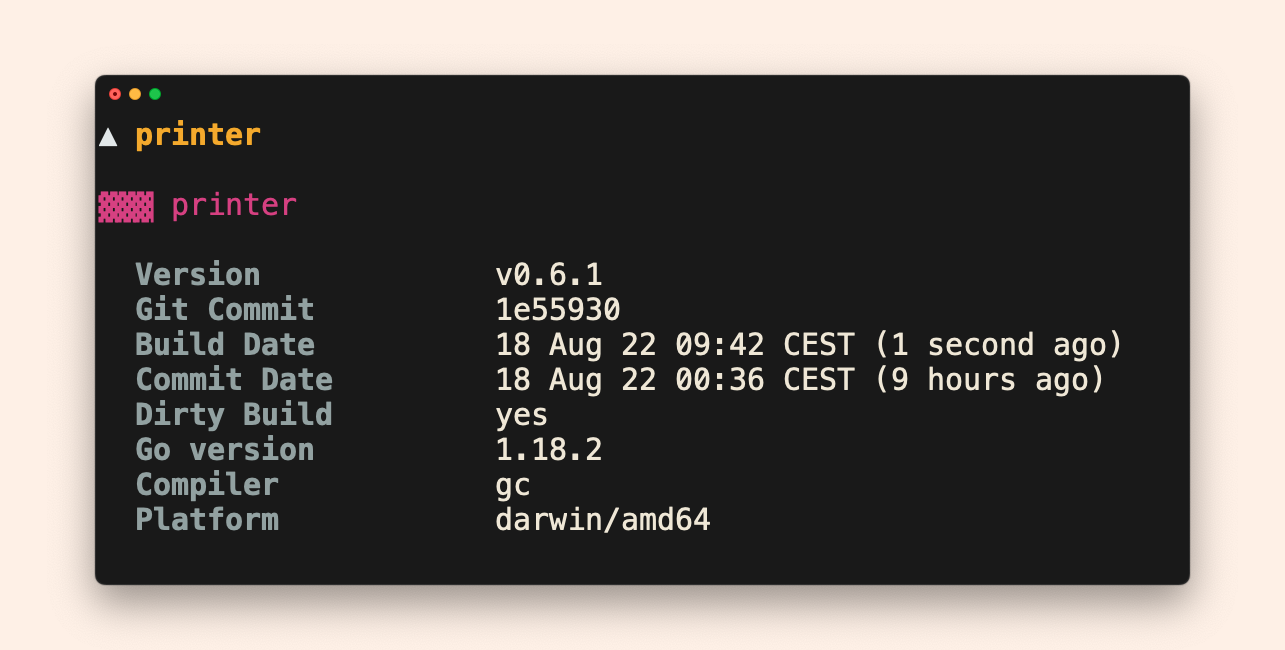 ▲ printer
▓▓▓ printer
Version v0.6.1
Git Commit 1e55930
Build Date 18 Aug 22 09:42 CEST (1 second ago)
Commit Date 18 Aug 22 00:36 CEST (9 hours ago)
Dirty Build yes
Go version 1.18.2
Compiler gc
Platform darwin/amd64